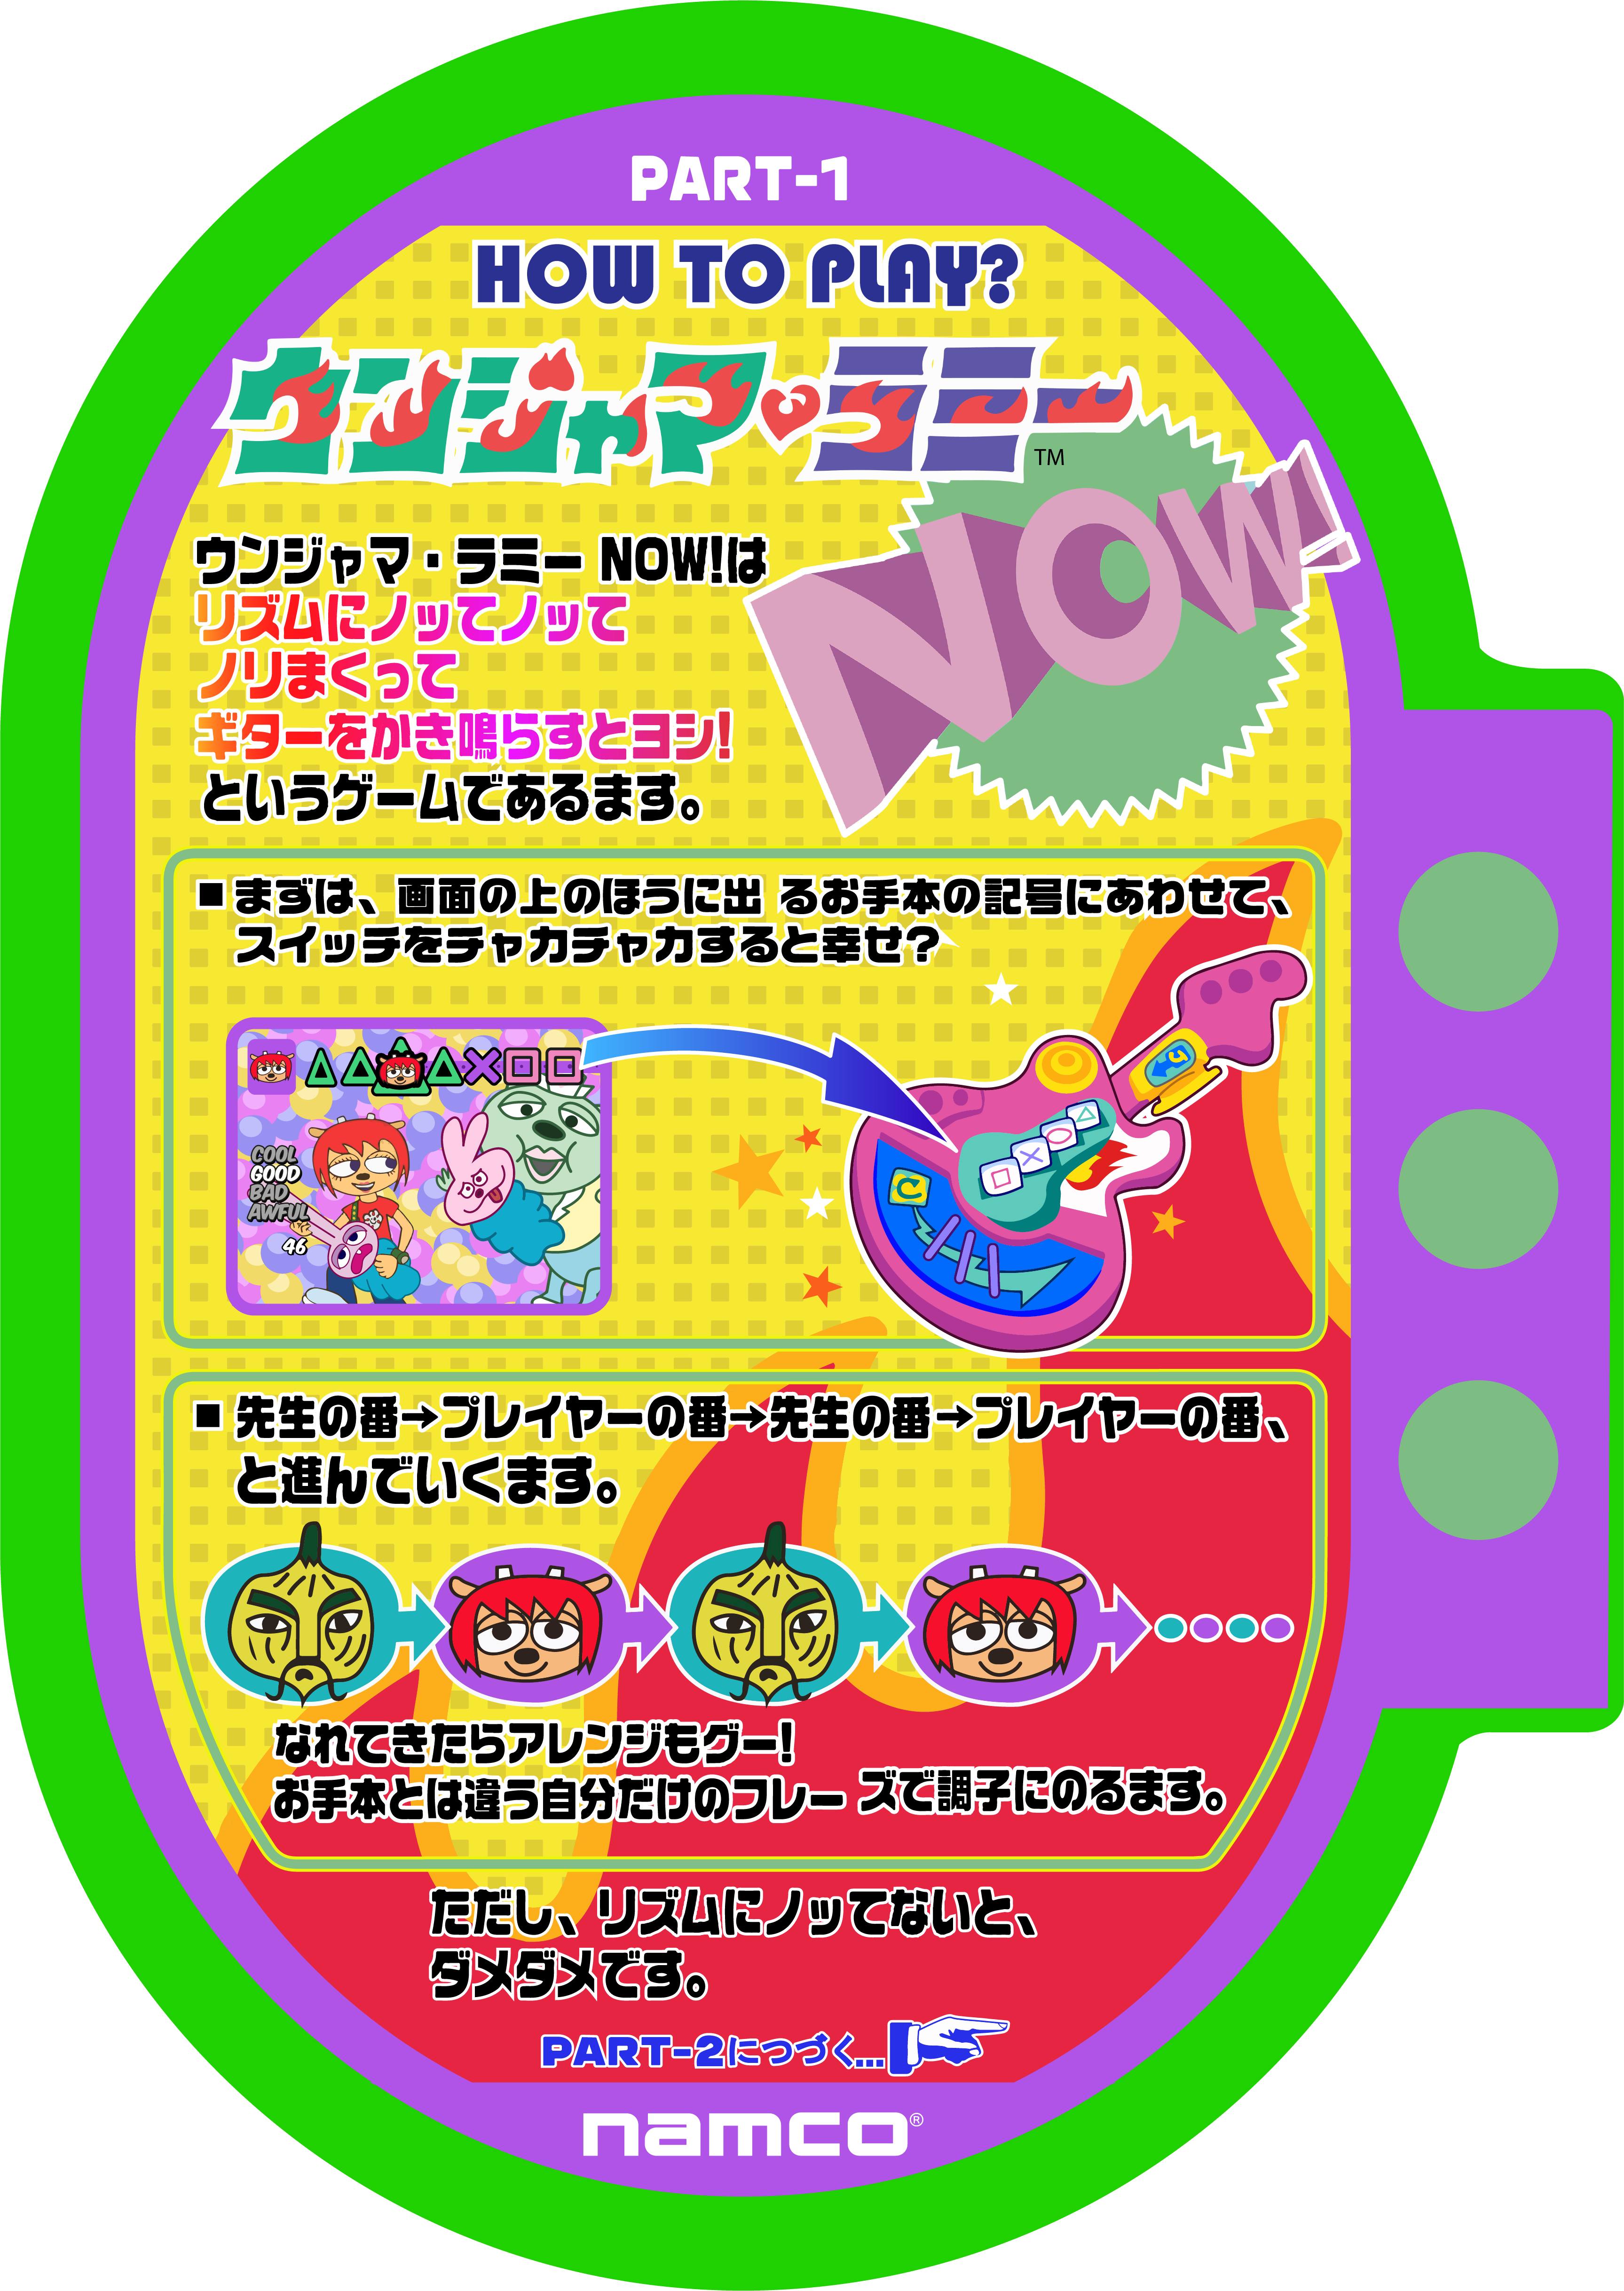 PART-1
HOW TO PLAY?
ウンジャマ♥ラミー
TM
NOW!
ウンジャマ・ラミー NOW!は
リズムにノッてノッて
ノリまくって
ギターをかき鳴らすとヨシ!
というゲームであるます。
■ まずは、画面の上のほうに出 るお手本の記号にあわせて、
スイッチをチャカチャカすると幸せ?
COOL
GOOD
BAD
AWFUL
46
■ 先生の番→プレイヤーの番→先生の番→プレイヤーの番、
と進んでいくます。
なれてきたらアレンジもグー!
お手本とは違う自分だけのフレー ズで調子にのるます。
ただし、リズムにノッてないと、
ダメダメです。
PART-2につづく...
namco®